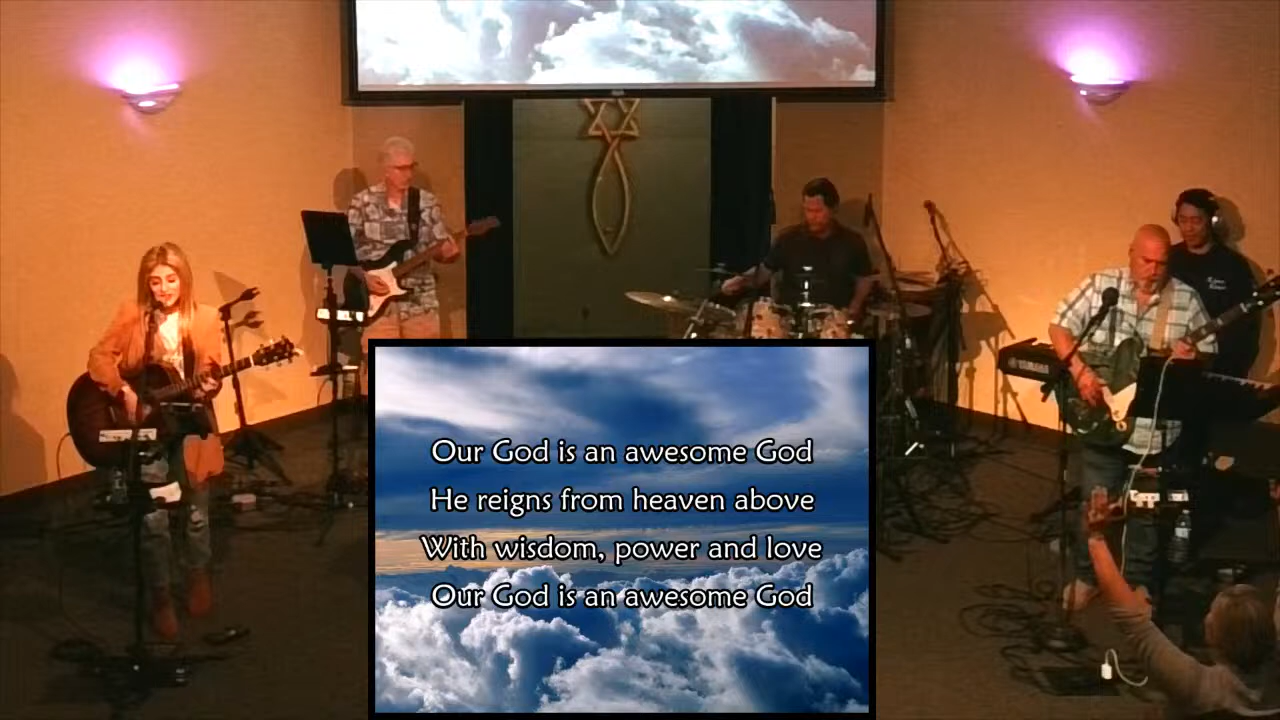 Our God is an awesome God
He reigns from heaven above
With wisdom, power and love
Our God is an awesome God
YAMAHA